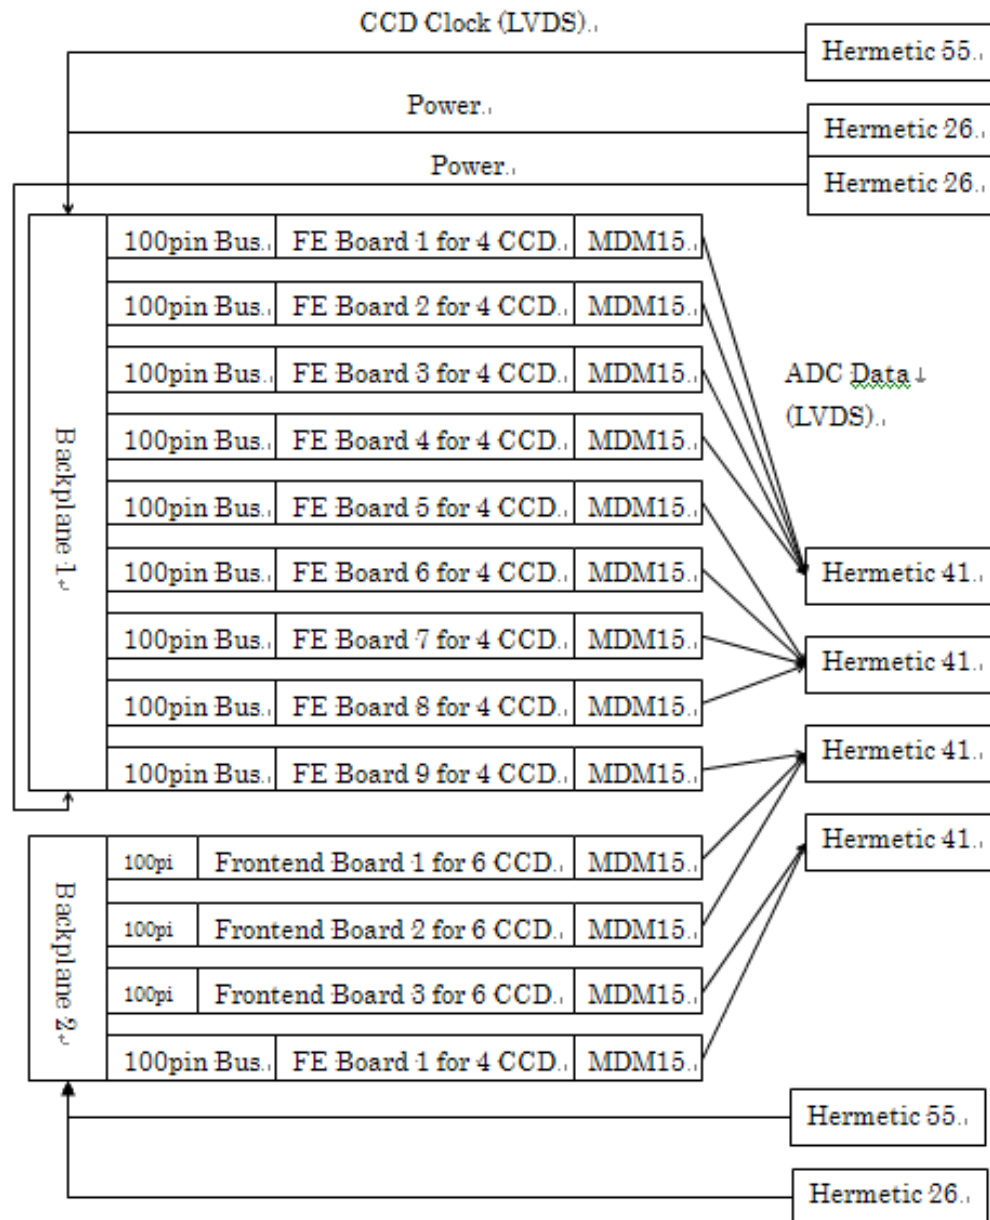 CCD Clock (LVDS)
Hermetic 55
Power
Hermetic 26
Power
Hermetic 26
Backplane 1
100pin Bus FE Board 1 for 4 CCD MDM15
100pin Bus FE Board 2 for 4 CCD MDM15
100pin Bus FE Board 3 for 4 CCD MDM15
100pin Bus FE Board 4 for 4 CCD MDM15
100pin Bus FE Board 5 for 4 CCD MDM15
100pin Bus FE Board 6 for 4 CCD MDM15
100pin Bus FE Board 7 for 4 CCD MDM15
100pin Bus FE Board 8 for 4 CCD MDM15
100pin Bus FE Board 9 for 4 CCD MDM15
ADC Data
(LVDS)
Hermetic 41
Hermetic 41
Hermetic 41
Hermetic 41
Backplane 2
100pi Frontend Board 1 for 6 CCD MDM15
100pi Frontend Board 2 for 6 CCD MDM15
100pi Frontend Board 3 for 6 CCD MDM15
100pin Bus FE Board 1 for 4 CCD MDM15
Hermetic 55
Hermetic 26